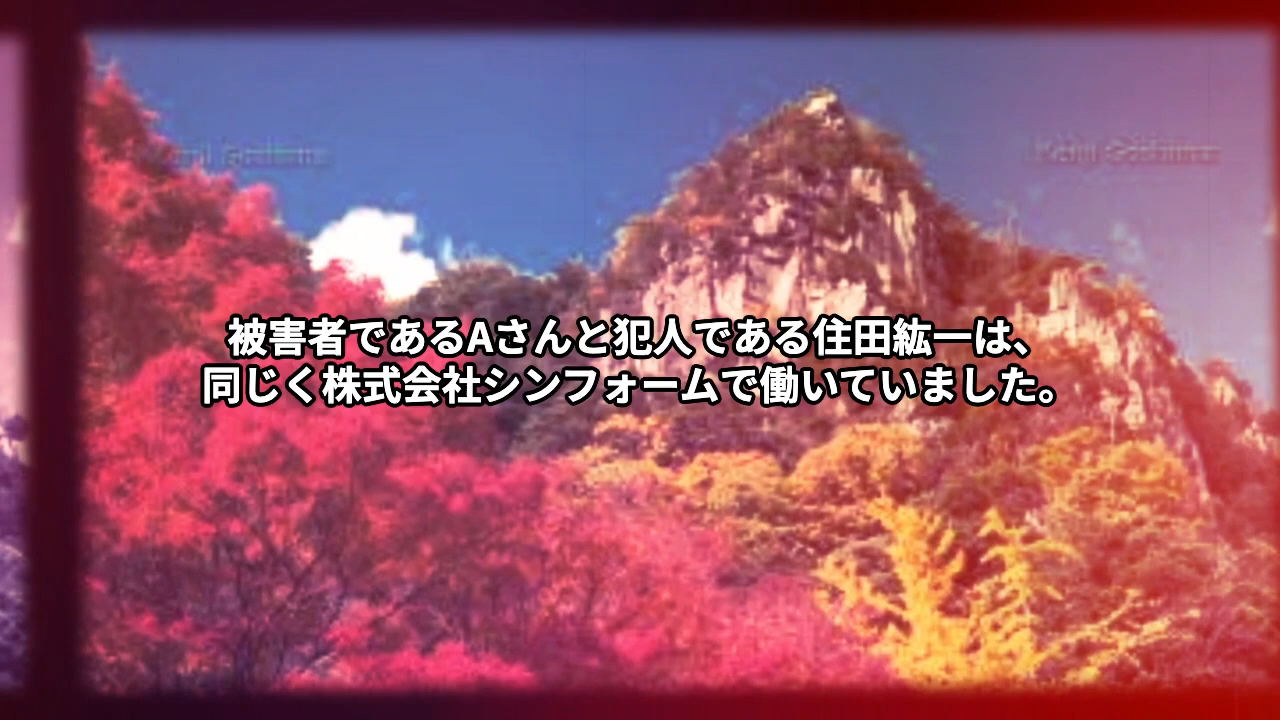 被害者であるAさんと犯人である住田紘一は、
同じく株式会社シンフォームで働いていました。